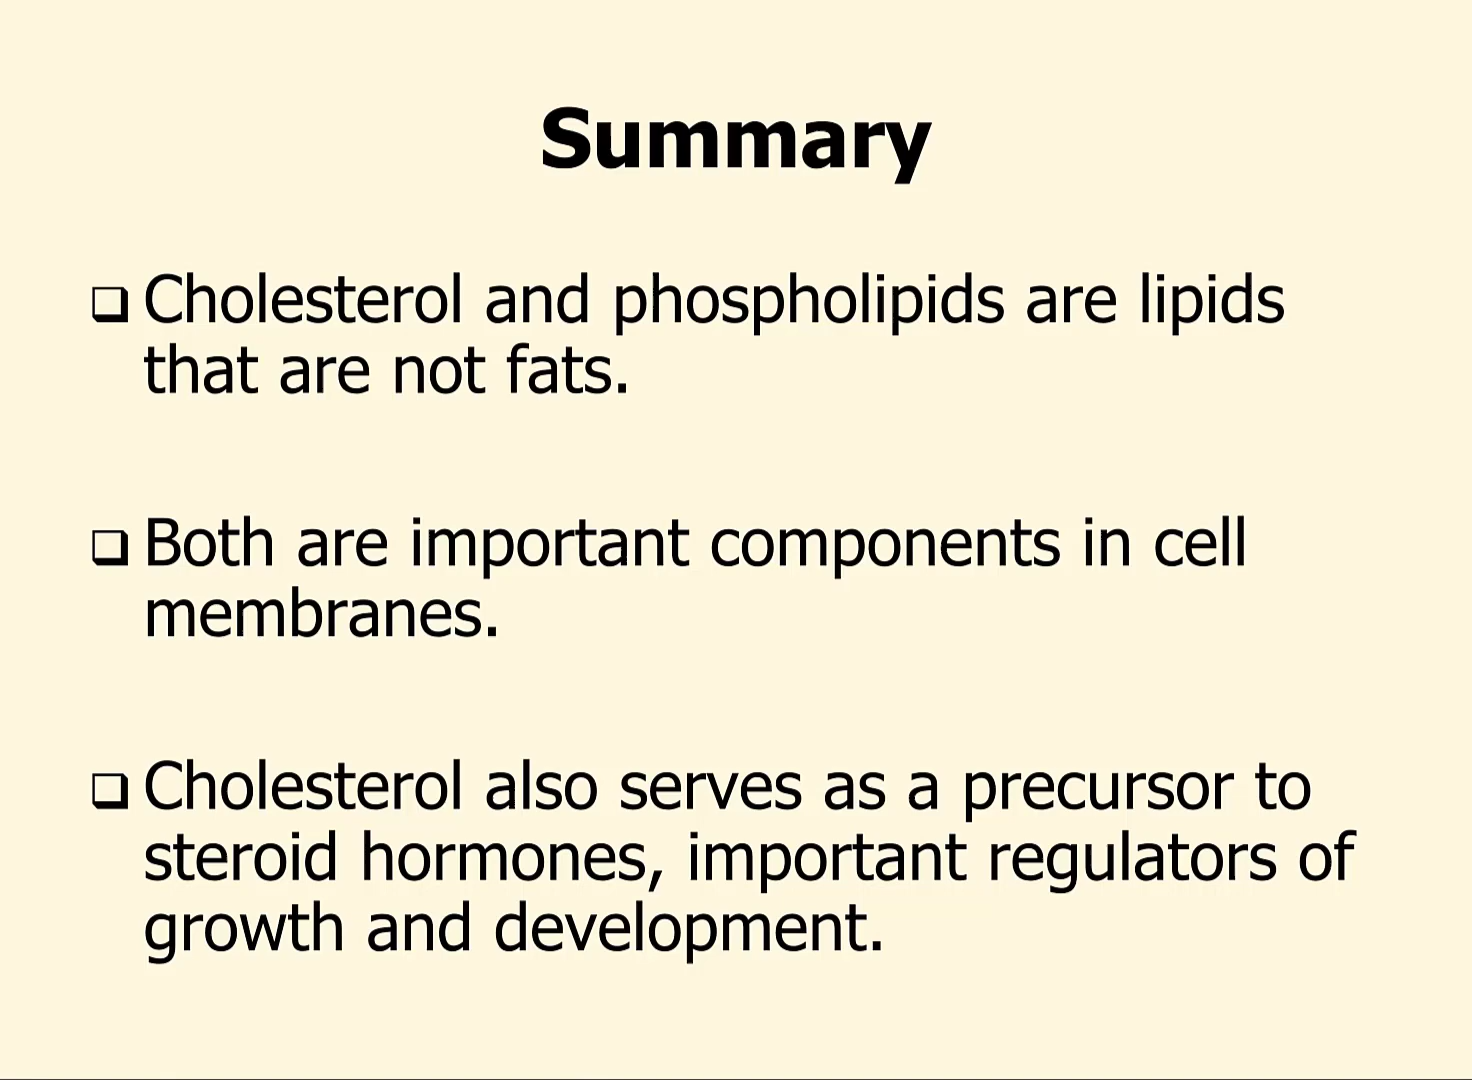 Summary
❑ Cholesterol and phospholipids are lipids
that are not fats.
❑ Both are important components in cell
membranes.
❑ Cholesterol also serves as a precursor to
steroid hormones, important regulators of
growth and development.